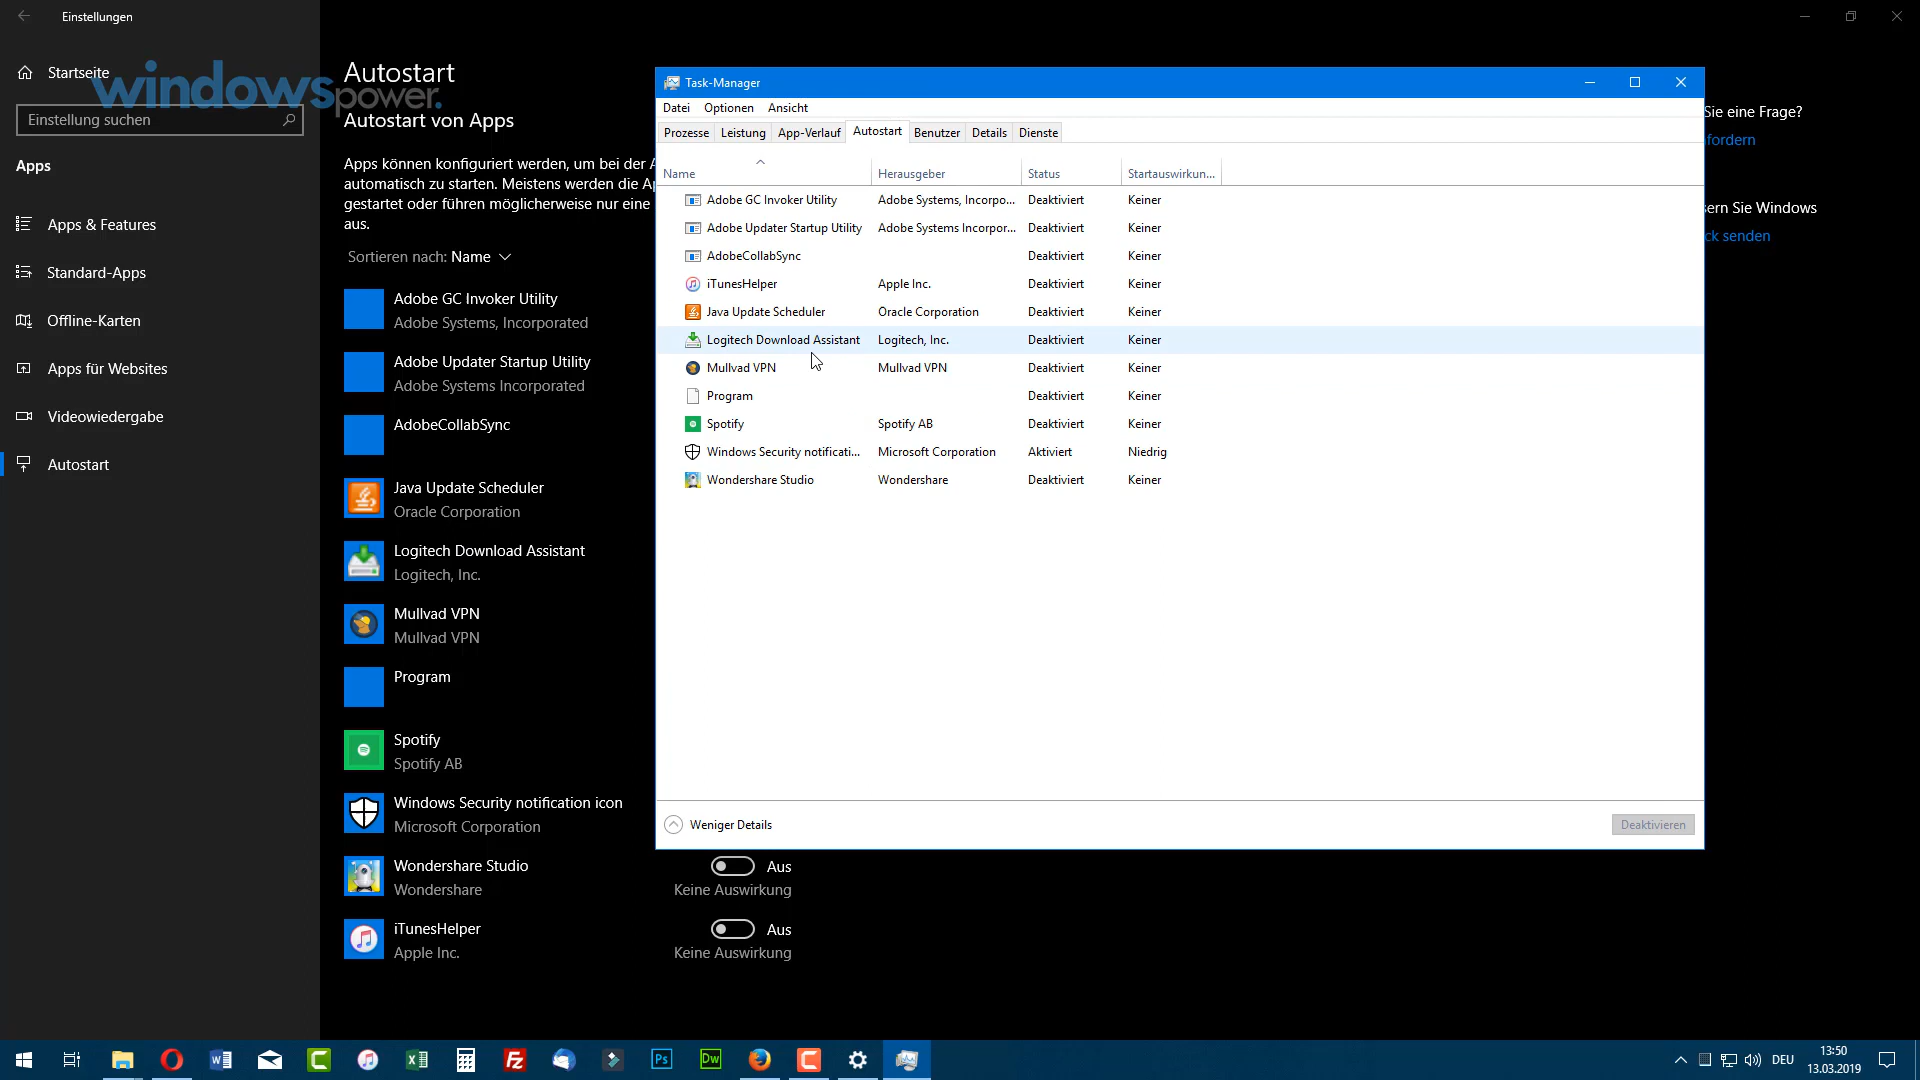 Einstellungen
Startseite
windowspower.
Einstellung suchen
Apps
Apps & Features
Standard-Apps
Offline-Karten
Apps für Websites
Videowiedergabe
Autostart
Autostart
Autostart von Apps
Apps können konfiguriert werden, um bei der A
automatisch zu starten. Meistens werden die Ap
gestartet oder führen möglicherweise nur eine
aus.
Sortieren nach: Name
Adobe GC Invoker Utility
Adobe Systems, Incorporated
Adobe Updater Startup Utility
Adobe Systems Incorporated
AdobeCollabSync
Java Update Scheduler
Oracle Corporation
Logitech Download Assistant
Logitech, Inc.
Mullvad VPN
Mullvad VPN
Program
Spotify
Spotify AB
Windows Security notification icon
Microsoft Corporation
Wondershare Studio
Wondershare
Aus
Keine Auswirkung
iTunesHelper
Apple Inc.
Aus
Keine Auswirkung
Task-Manager
Datei Optionen Ansicht
Prozesse Leistung App-Verlauf Autostart Benutzer Details Dienste
Name Herausgeber Status Startauswirkun...
Adobe GC Invoker Utility Adobe Systems, Incorpo... Deaktiviert Keiner
Adobe Updater Startup Utility Adobe Systems Incorpor... Deaktiviert Keiner
AdobeCollabSync Deaktiviert Keiner
iTunesHelper Apple Inc. Deaktiviert Keiner
Java Update Scheduler Oracle Corporation Deaktiviert Keiner
Logitech Download Assistant Logitech, Inc. Deaktiviert Keiner
Mullvad VPN Mullvad VPN Deaktiviert Keiner
Program Deaktiviert Keiner
Spotify Spotify AB Deaktiviert Keiner
Windows Security notificati... Microsoft Corporation Aktiviert Niedrig
Wondershare Studio Wondershare Deaktiviert Keiner
Weniger Details
Deaktivieren
Sie eine Frage?
fordern
sern Sie Windows
ck senden
Ps
Dw
DEU
13:50
13.03.2019